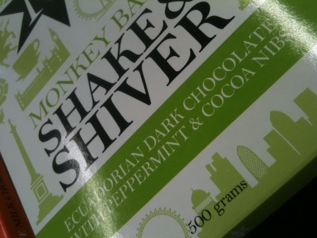 MONKEY BA
SHAKE &
SHIVER
ECUADORIAN DARK CHOCOLATE
WITH PEPPERMINT & COCOA NIBS
500 grams